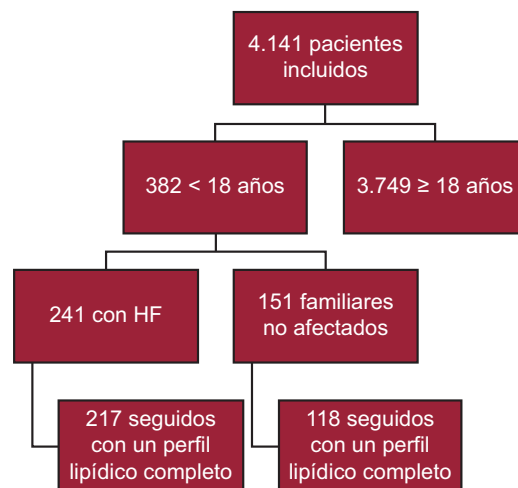 4.141 pacientes
incluidos
382 < 18 años
3.749 ≥ 18 años
241 con HF
151 familiares
no afectados
217 seguidos
con un perfil
lipídico completo
118 seguidos
con un perfil
lipídico completo